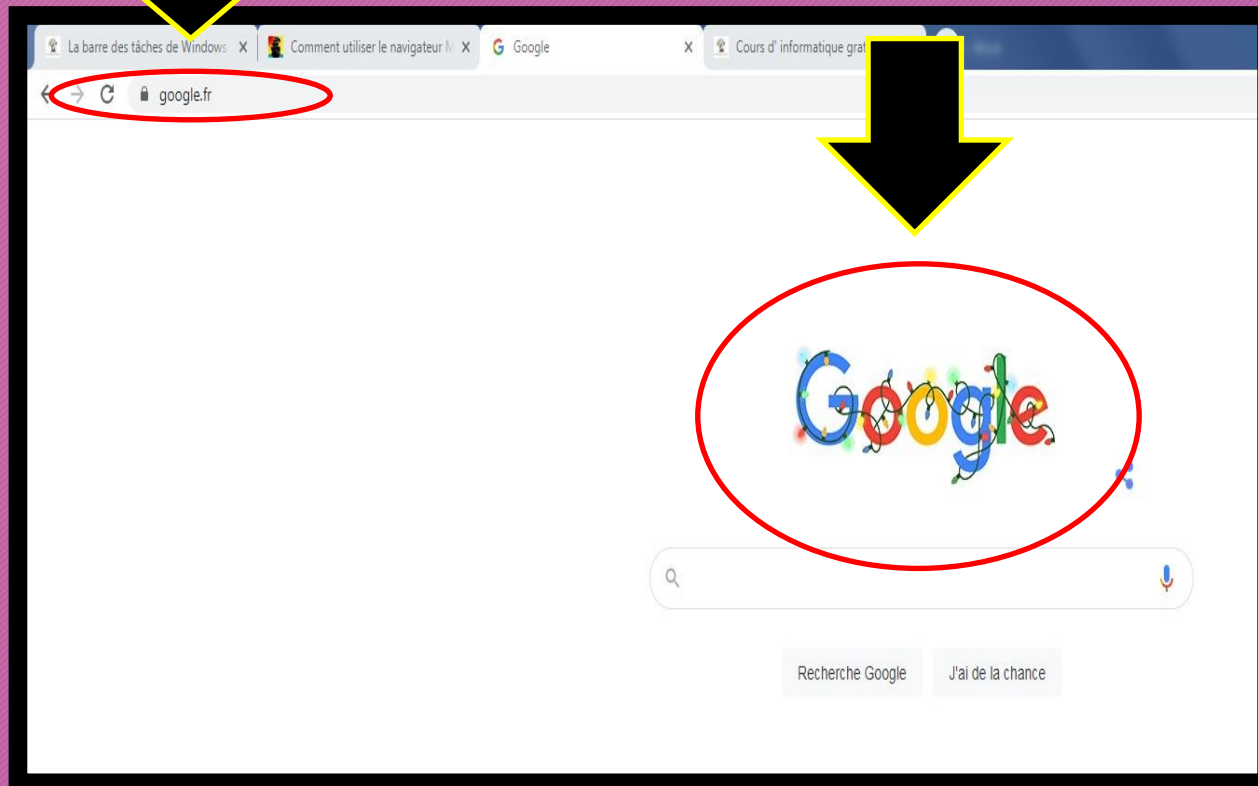 La barre des tâches de Windows
Comment utiliser le navigateur
Google
Cours d' informatique
google.fr
Google
Recherche Google
J'ai de la chance